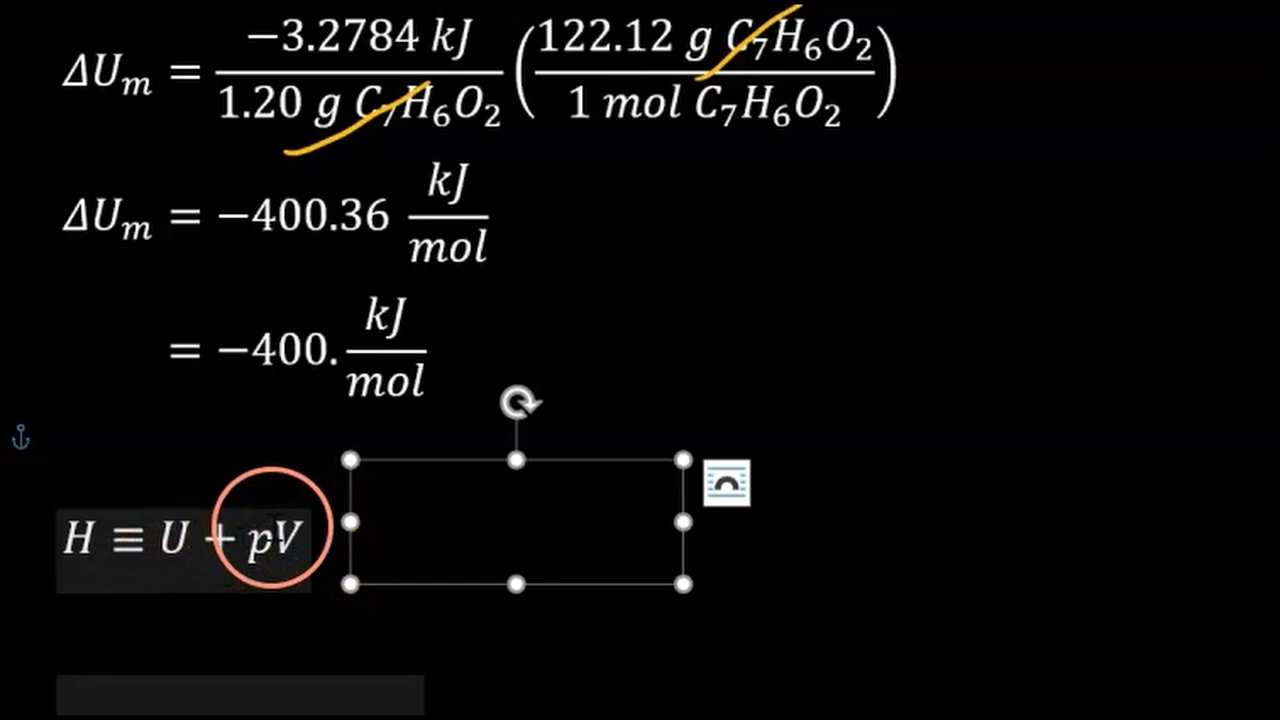 ΔU_m = −3.2784 kJ / 1.20 g C₇H₆O₂ (122.12 g C₇H₆O₂ / 1 mol C₇H₆O₂)
ΔU_m = −400.36 kJ/mol
= −400. kJ/mol
H ≡ U + pV